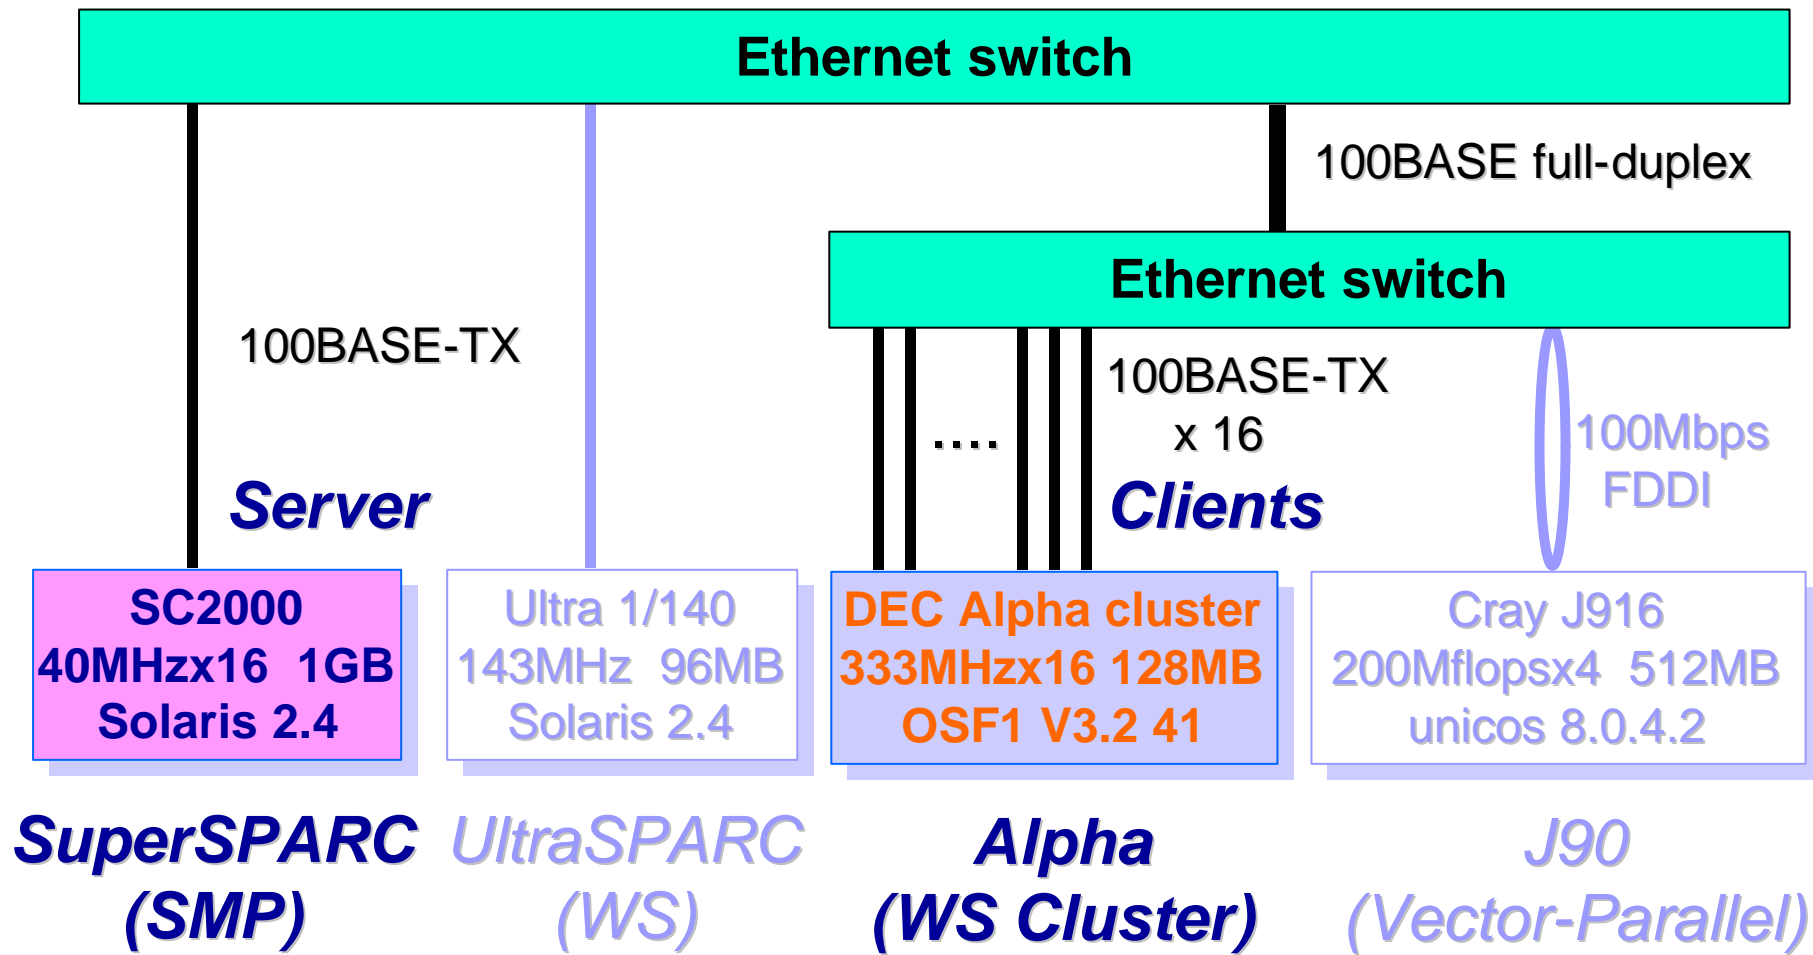 Ethernet switch
100BASE full-duplex
Ethernet switch
100BASE-TX
100BASE-TX
x 16
....
100Mbps
FDDI
Server
Clients
SC2000
40MHzx16 1GB
Solaris 2.4
Ultra 1/140
143MHz 96MB
Solaris 2.4
DEC Alpha cluster
333MHzx16 128MB
OSF1 V3.2 41
Cray J916
200Mflopsx4 512MB
unicos 8.0.4.2
SuperSPARC
(SMP)
UltraSPARC
(WS)
Alpha
(WS Cluster)
J90
(Vector-Parallel)